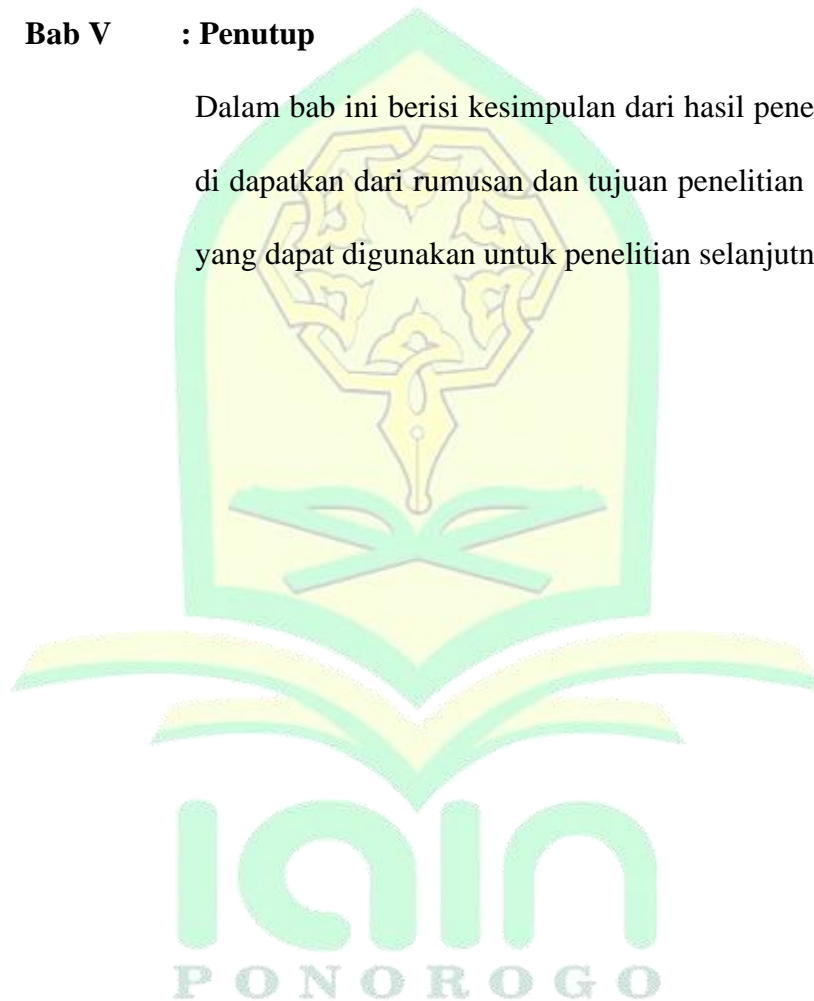 Bab V : Penutup
Dalam bab ini berisi kesimpulan dari hasil pene
di dapatkan dari rumusan dan tujuan penelitian
yang dapat digunakan untuk penelitian selanjutn
iain
PONOROGO